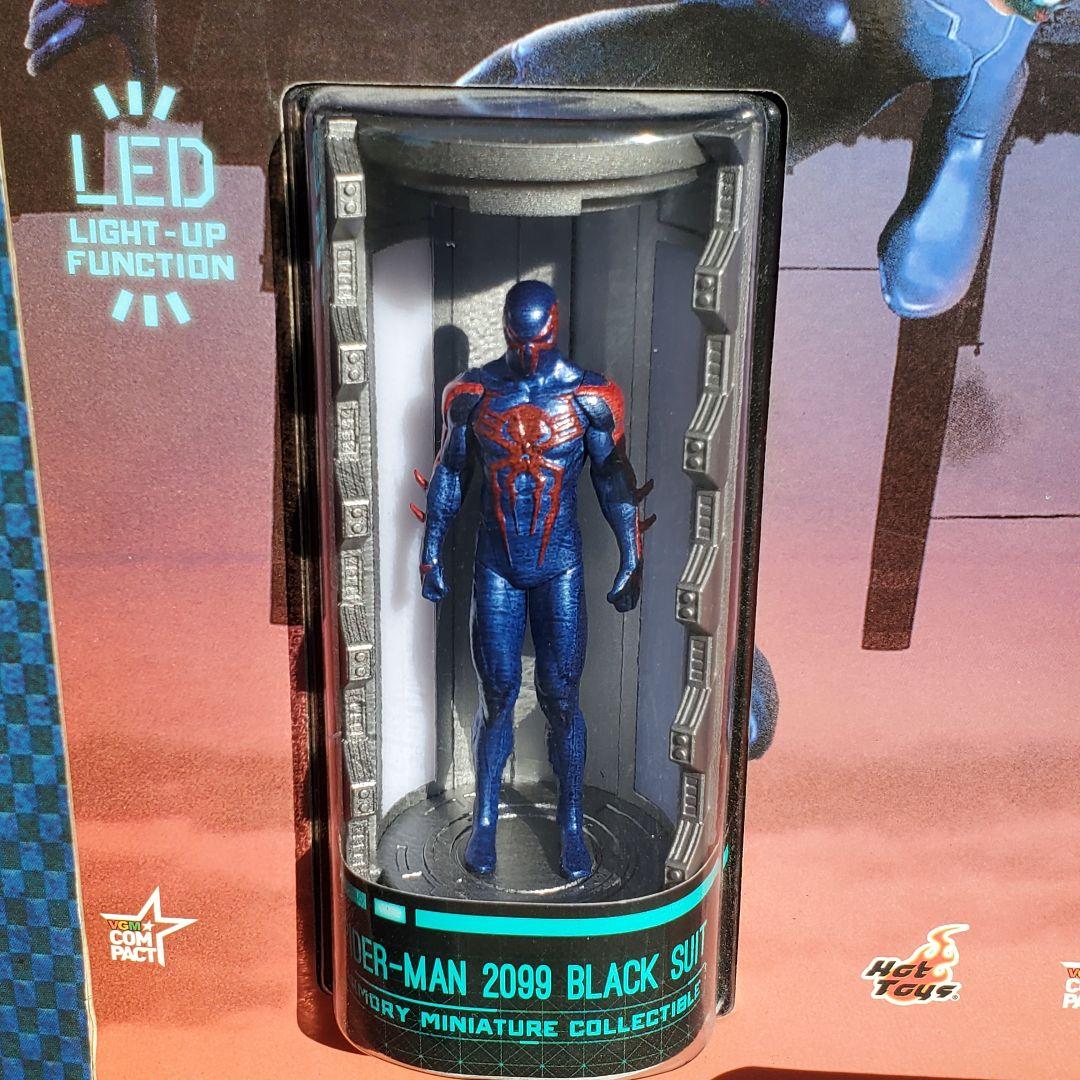 LED
LIGHT-UP
FUNCTION
DER-MAN 2099 BLACK SUIT
MORY MINIATURE COLLECTIBLE
VGM
COM
PACT
Hot
Toys